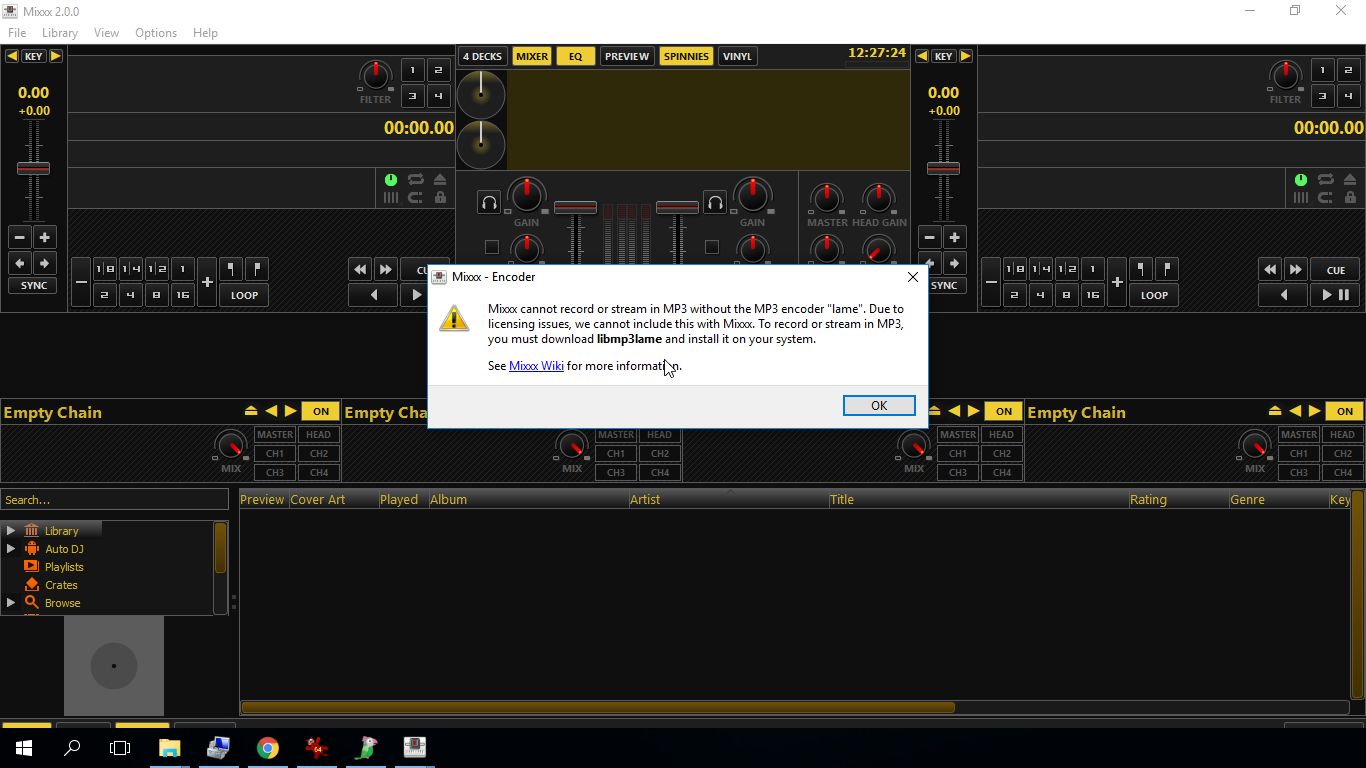 Mixxx 2.0.0
File Library View Options Help
KEY
0.00
+0.00
SYNC
FILTER
1 2
3 4
00:00.00
1|8 1|4 1|2 1
2 4 8 16
LOOP
CU
4 DECKS MIXER EQ PREVIEW SPINNIES VINYL
12:27:24
GAIN
GAIN
MASTER HEAD GAIN
KEY
0.00
+0.00
SYNC
FILTER
1 2
3 4
00:00.00
1|8 1|4 1|2 1
2 4 8 16
LOOP
CUE
Mixxx - Encoder
Mixxx cannot record or stream in MP3 without the MP3 encoder "lame". Due to
licensing issues, we cannot include this with Mixxx. To record or stream in MP3,
you must download libmp3lame and install it on your system.
See Mixxx Wiki for more information.
OK
Empty Chain ON
MASTER HEAD
CH1 CH2
CH3 CH4
MIX
Empty Cha
MASTER HEAD
CH1 CH2
CH3 CH4
MIX
ON
MASTER HEAD
CH1 CH2
CH3 CH4
MIX
Empty Chain ON
MASTER HEAD
CH1 CH2
CH3 CH4
MIX
Search...
Library
Auto DJ
Playlists
Crates
Browse
Preview Cover Art Played Album Artist Title Rating Genre Key
64